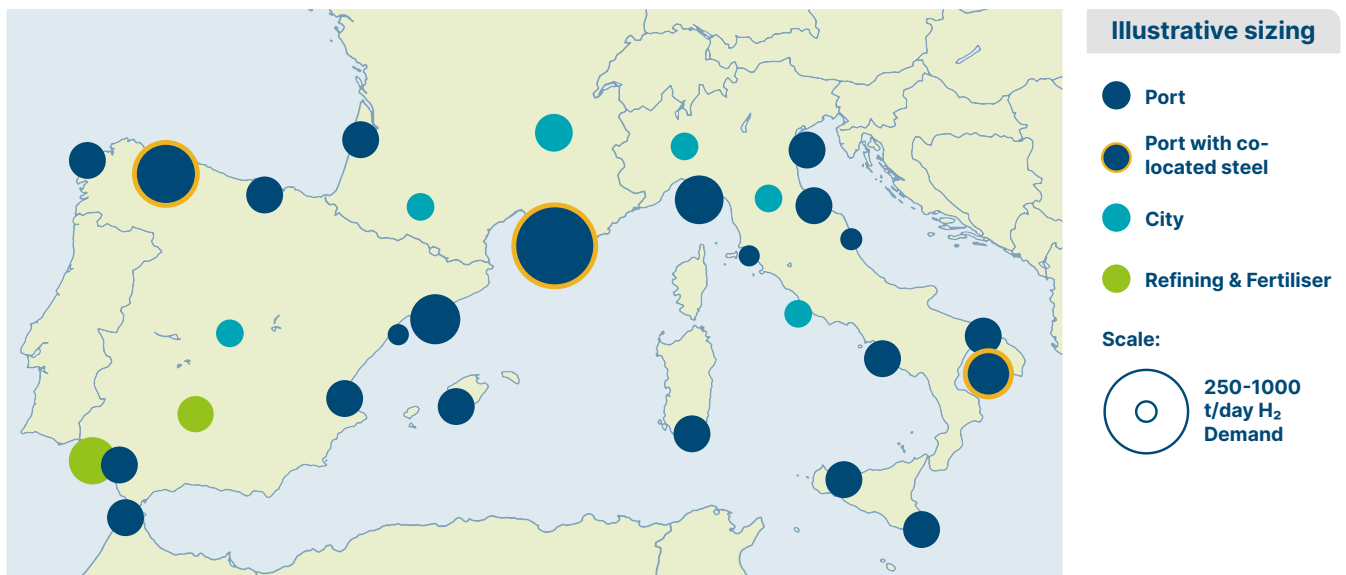 Illustrative sizing
Port
Port with co-
located steel
City
Refining & Fertiliser
Scale:
250-1000
t/day H₂
Demand